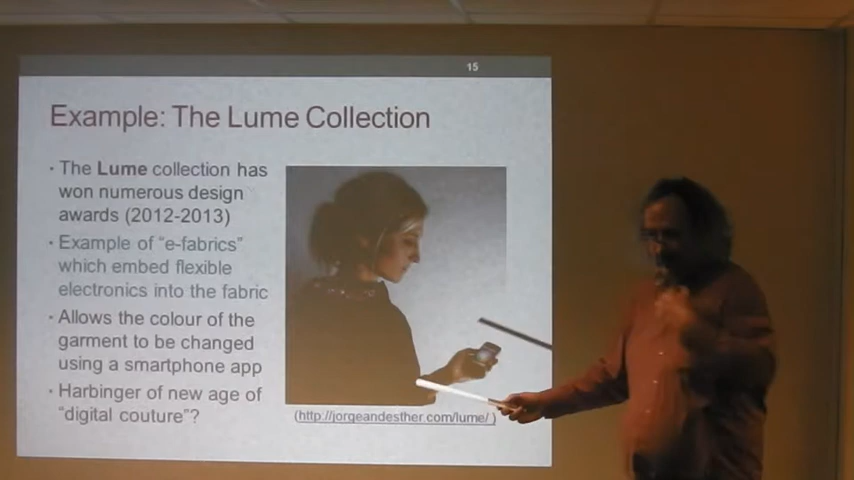 15
Example: The Lume Collection
· The Lume collection has
won numerous design
awards (2012-2013)
· Example of “e-fabrics”
which embed flexible
electronics into the fabric
· Allows the colour of the
garment to be changed
using a smartphone app
· Harbinger of new age of
“digital couture”?
(http://jorgeandesther.com/lume/ )